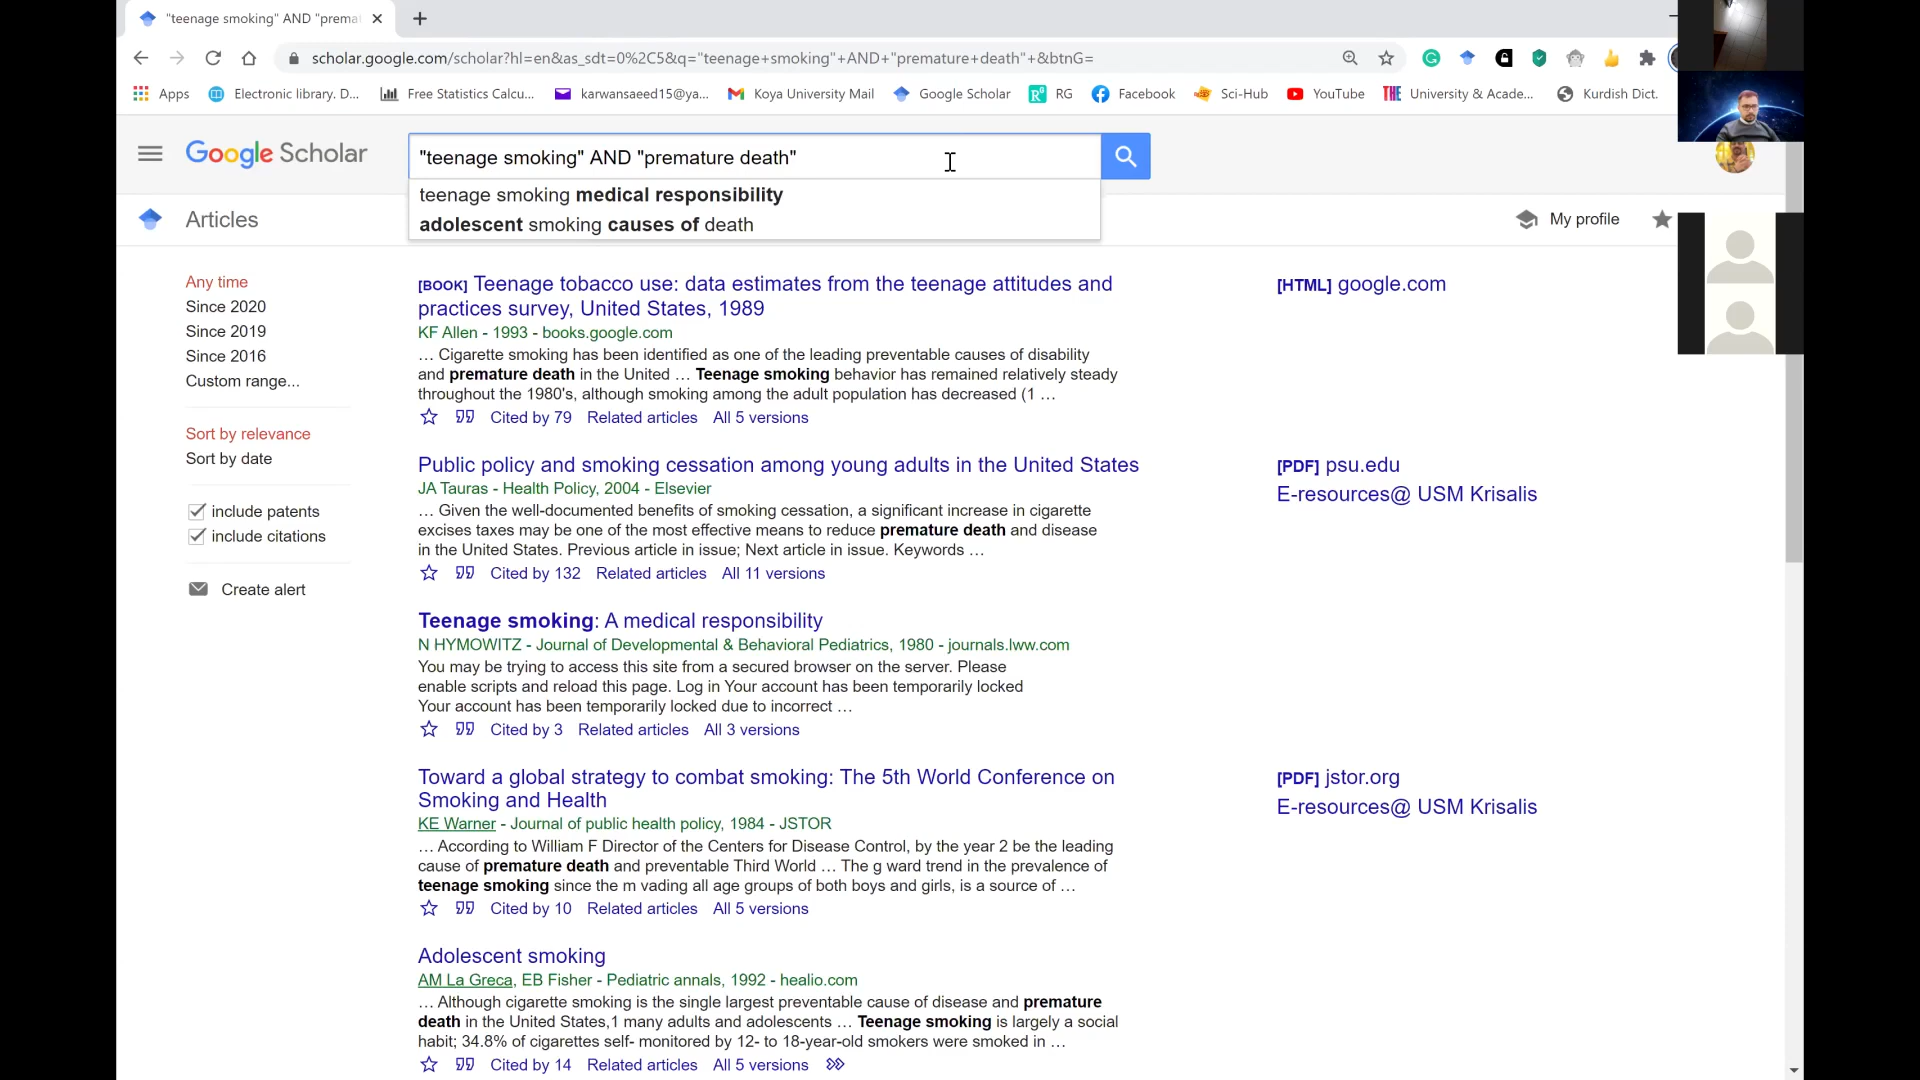 "teenage smoking" AND "prema
scholar.google.com/scholar?hl=en&as_sdt=0%2C5&q="teenage+smoking"+AND+"premature+death"+&btnG=
Apps Electronic library. D... Free Statistics Calcu... karwansaeed15@ya... Koya University Mail Google Scholar RG Facebook Sci-Hub YouTube THE University & Acade... Kurdish Dict.
Google Scholar
"teenage smoking" AND "premature death"
teenage smoking medical responsibility
adolescent smoking causes of death
Articles
My profile
Any time
Since 2020
Since 2019
Since 2016
Custom range...
Sort by relevance
Sort by date
include patents
include citations
Create alert
[BOOK] Teenage tobacco use: data estimates from the teenage attitudes and
practices survey, United States, 1989
KF Allen - 1993 - books.google.com
… Cigarette smoking has been identified as one of the leading preventable causes of disability
and premature death in the United … Teenage smoking behavior has remained relatively steady
throughout the 1980's, although smoking among the adult population has decreased (1 …
Cited by 79 Related articles All 5 versions
[HTML] google.com
Public policy and smoking cessation among young adults in the United States
JA Tauras - Health Policy, 2004 - Elsevier
… Given the well-documented benefits of smoking cessation, a significant increase in cigarette
excises taxes may be one of the most effective means to reduce premature death and disease
in the United States. Previous article in issue; Next article in issue. Keywords …
Cited by 132 Related articles All 11 versions
[PDF] psu.edu
E-resources@ USM Krisalis
Teenage smoking: A medical responsibility
N HYMOWITZ - Journal of Developmental & Behavioral Pediatrics, 1980 - journals.lww.com
You may be trying to access this site from a secured browser on the server. Please
enable scripts and reload this page. Log in Your account has been temporarily locked
Your account has been temporarily locked due to incorrect …
Cited by 3 Related articles All 3 versions
Toward a global strategy to combat smoking: The 5th World Conference on
Smoking and Health
KE Warner - Journal of public health policy, 1984 - JSTOR
… According to William F Director of the Centers for Disease Control, by the year 2 be the leading
cause of premature death and preventable Third World … The g ward trend in the prevalence of
teenage smoking since the m vading all age groups of both boys and girls, is a source of …
Cited by 10 Related articles All 5 versions
[PDF] jstor.org
E-resources@ USM Krisalis
Adolescent smoking
AM La Greca, EB Fisher - Pediatric annals, 1992 - healio.com
… Although cigarette smoking is the single largest preventable cause of disease and premature
death in the United States,1 many adults and adolescents … Teenage smoking is largely a social
habit; 34.8% of cigarettes self- monitored by 12- to 18-year-old smokers were smoked in …
Cited by 14 Related articles All 5 versions